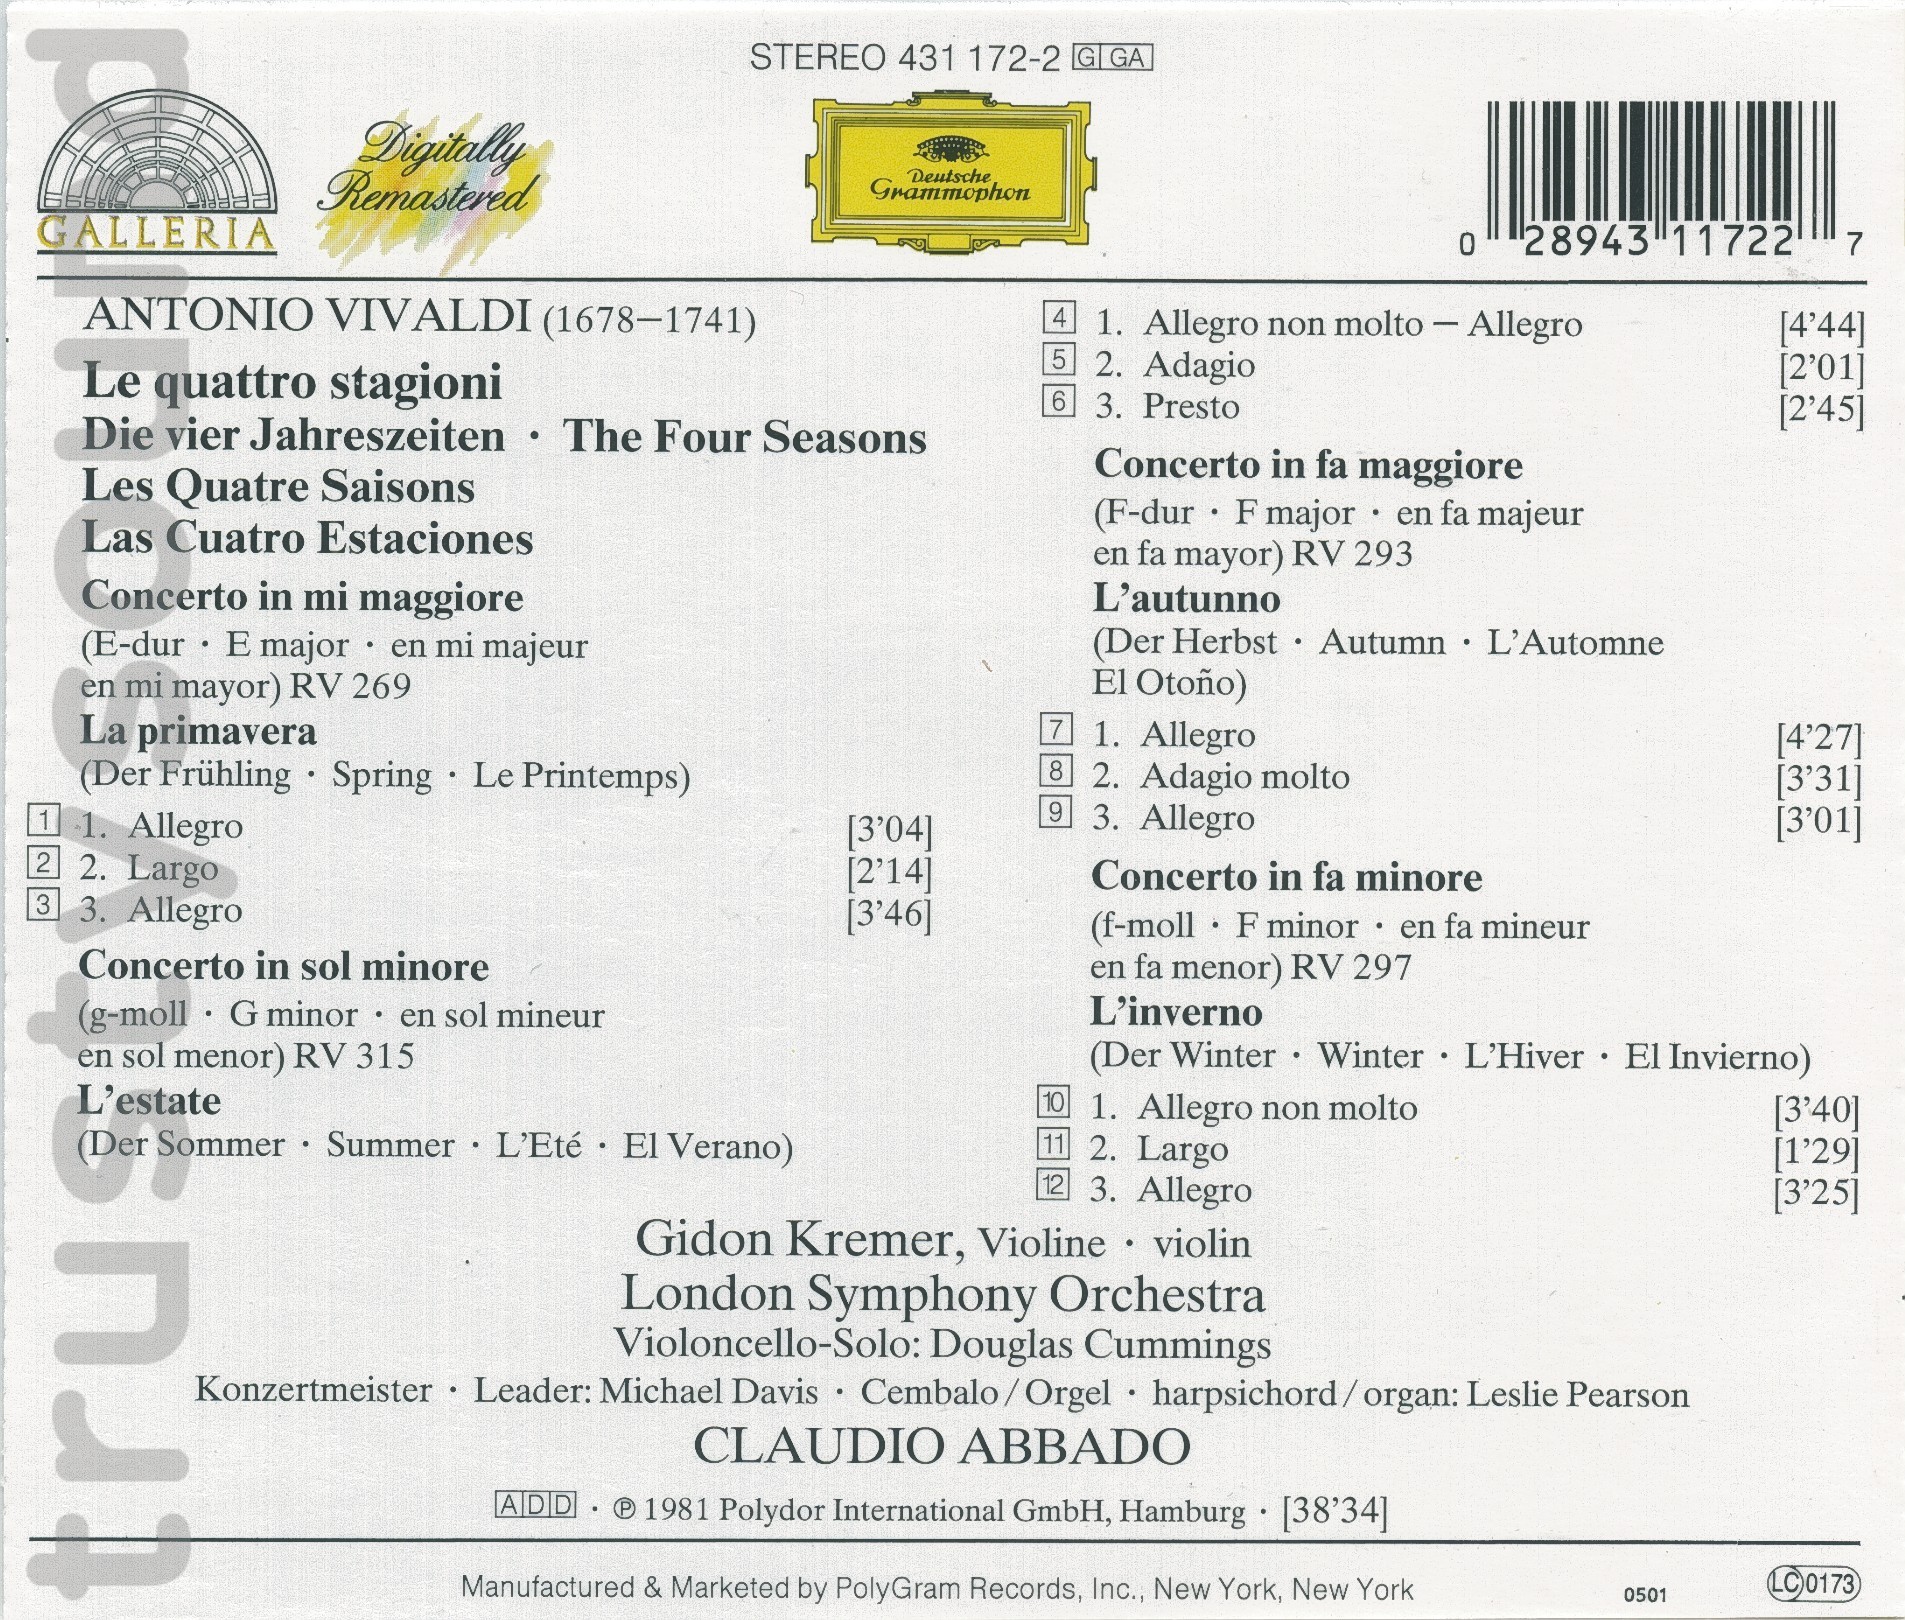 STEREO 431 172-2 G GA
GALLERIA
Digitally
Remastered
Deutsche
Grammophon
0 28943 11722 7
ANTONIO VIVALDI (1678–1741)
Le quattro stagioni
Die vier Jahreszeiten · The Four Seasons
Les Quatre Saisons
Las Cuatro Estaciones
Concerto in mi maggiore
(E-dur · E major · en mi majeur
en mi mayor) RV 269
La primavera
(Der Frühling · Spring · Le Printemps)
1 1. Allegro [3'04]
2 2. Largo [2'14]
3 3. Allegro [3'46]
Concerto in sol minore
(g-moll · G minor · en sol mineur
en sol menor) RV 315
L'estate
(Der Sommer · Summer · L'Eté · El Verano)
4 1. Allegro non molto – Allegro [4'44]
5 2. Adagio [2'01]
6 3. Presto [2'45]
Concerto in fa maggiore
(F-dur · F major · en fa majeur
en fa mayor) RV 293
L'autunno
(Der Herbst · Autumn · L'Automne
El Otoño)
7 1. Allegro [4'27]
8 2. Adagio molto [3'31]
9 3. Allegro [3'01]
Concerto in fa minore
(f-moll · F minor · en fa mineur
en fa menor) RV 297
L'inverno
(Der Winter · Winter · L'Hiver · El Invierno)
10 1. Allegro non molto [3'40]
11 2. Largo [1'29]
12 3. Allegro [3'25]
Gidon Kremer, Violine · violin
London Symphony Orchestra
Violoncello-Solo: Douglas Cummings
Konzertmeister · Leader: Michael Davis · Cembalo/Orgel · harpsichord/organ: Leslie Pearson
CLAUDIO ABBADO
ADD · ℗ 1981 Polydor International GmbH, Hamburg · [38'34]
Manufactured & Marketed by PolyGram Records, Inc., New York, New York
0501
LC 0173
trustysound